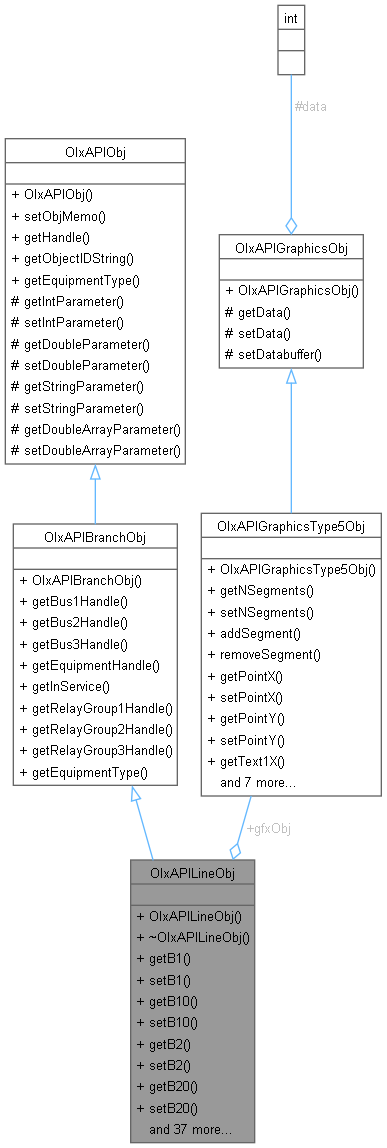 int
#data
OlxAPIObj
+ OlxAPIObj()
+ setObjMemo()
+ getHandle()
+ getObjectIDString()
+ getEquipmentType()
# getIntParameter()
# setIntParameter()
# getDoubleParameter()
# setDoubleParameter()
# getStringParameter()
# setStringParameter()
# getDoubleArrayParameter()
# setDoubleArrayParameter()
OlxAPIGraphicsObj
+ OlxAPIGraphicsObj()
# getData()
# setData()
# setDatabuffer()
OlxAPIBranchObj
+ OlxAPIBranchObj()
+ getBus1Handle()
+ getBus2Handle()
+ getBus3Handle()
+ getEquipmentHandle()
+ getInService()
+ getRelayGroup1Handle()
+ getRelayGroup2Handle()
+ getRelayGroup3Handle()
+ getEquipmentType()
OlxAPIGraphicsType5Obj
+ OlxAPIGraphicsType5Obj()
+ getNSegments()
+ setNSegments()
+ addSegment()
+ removeSegment()
+ getPointX()
+ setPointX()
+ getPointY()
+ setPointY()
+ getText1X()
and 7 more...
+gfxObj
OlxAPILineObj
+ OlxAPILineObj()
+ ~OlxAPILineObj()
+ getB1()
+ setB1()
+ getB10()
+ setB10()
+ getB2()
+ setB2()
+ getB20()
+ setB20()
and 37 more...